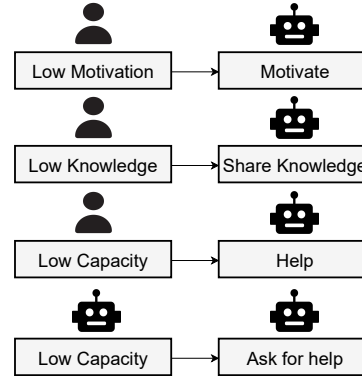 Low Motivation
Motivate
Low Knowledge
Share Knowledge
Low Capacity
Help
Low Capacity
Ask for help